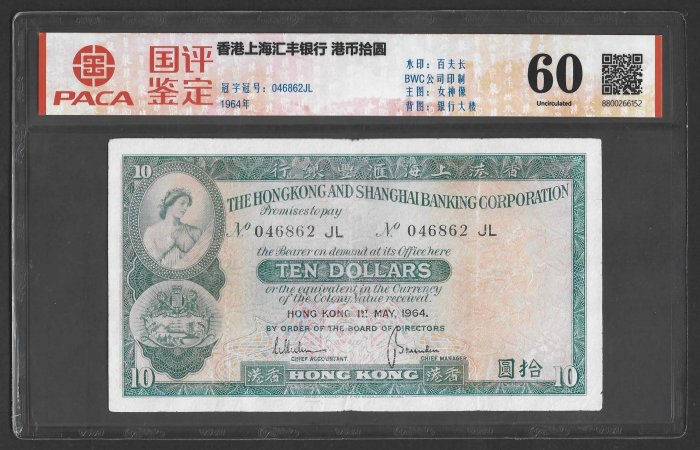 国评
鉴定
PACA
香港上海汇丰银行 港币拾圆
冠字冠号: 046862JL
1964年
水印: 百夫长
BWC公司印制
主图: 女神像
背图: 银行大楼
60
Uncirculated
8800266152
10
香港上海滙豐銀行
THE HONGKONG AND SHANGHAI BANKING CORPORATION
Promises to pay
No 046862 JL No 046862 JL
the Bearer on demand at its Office here
TEN DOLLARS
or the equivalent in the Currency
of the Colony, Value received.
HONG KONG 1ST MAY, 1964.
BY ORDER OF THE BOARD OF DIRECTORS
CHIEF ACCOUNTANT CHIEF MANAGER
10 港香 HONG KONG 港香 圓拾 10